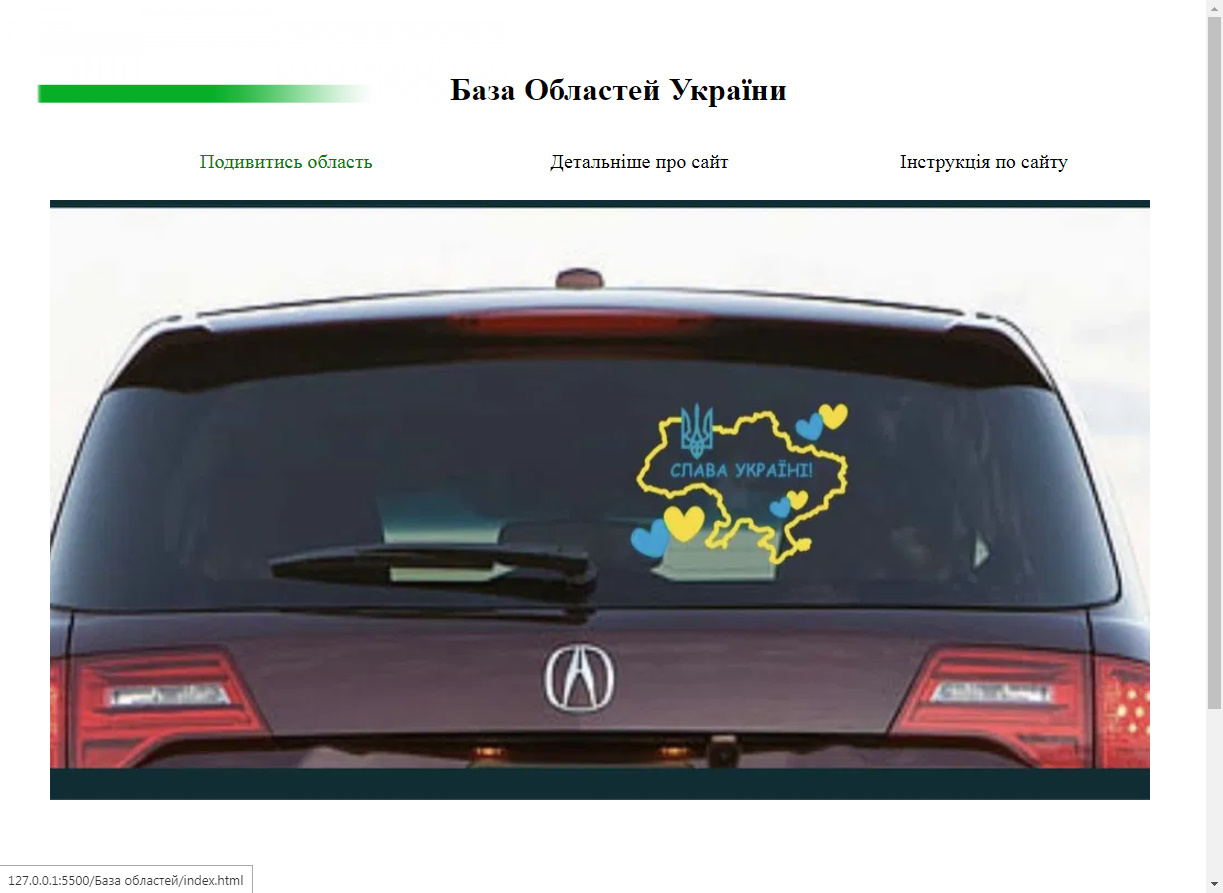 База Областей України
Подивитись область
Детальніше про сайт
Інструкція по сайту
СЛАВА УКРАЇНІ!
127.0.0.1:5500/База областей/index.html